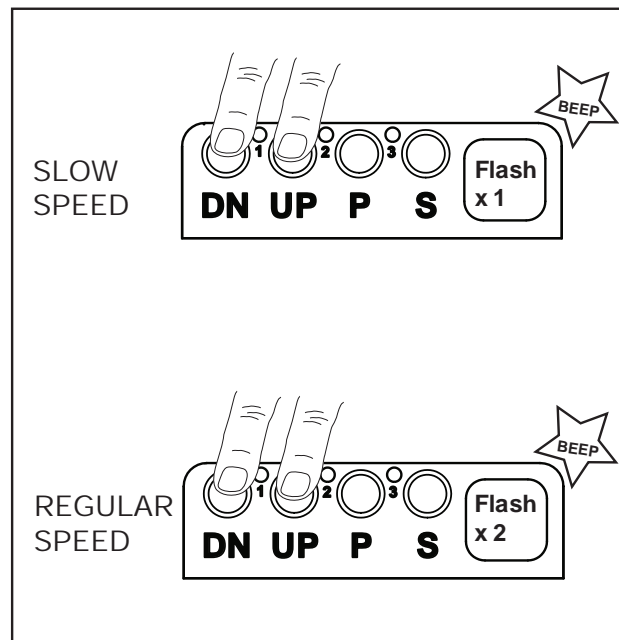 BEEP
SLOW
SPEED
1 2 3
DN UP P S
Flash
x 1
BEEP
REGULAR
SPEED
1 2 3
DN UP P S
Flash
x 2